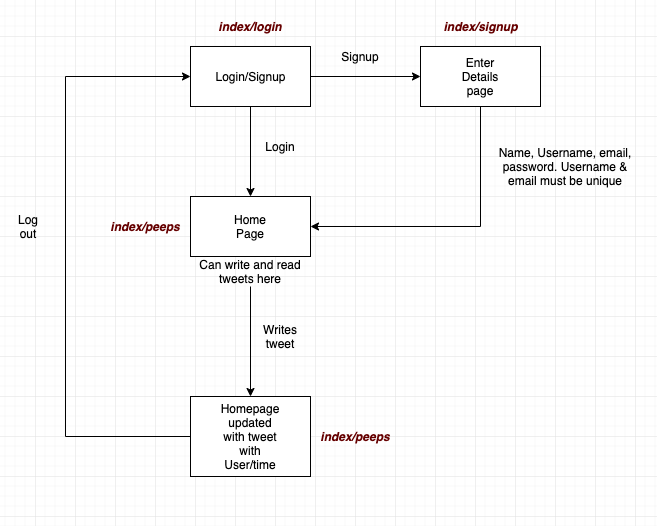 index/login
index/signup
Login/Signup
Signup
Enter
Details
page
Login
Name, Username, email,
password. Username &
email must be unique
Log
out
index/peeps
Home
Page
Can write and read
tweets here
Writes
tweet
Homepage
updated
with tweet
with
User/time
index/peeps